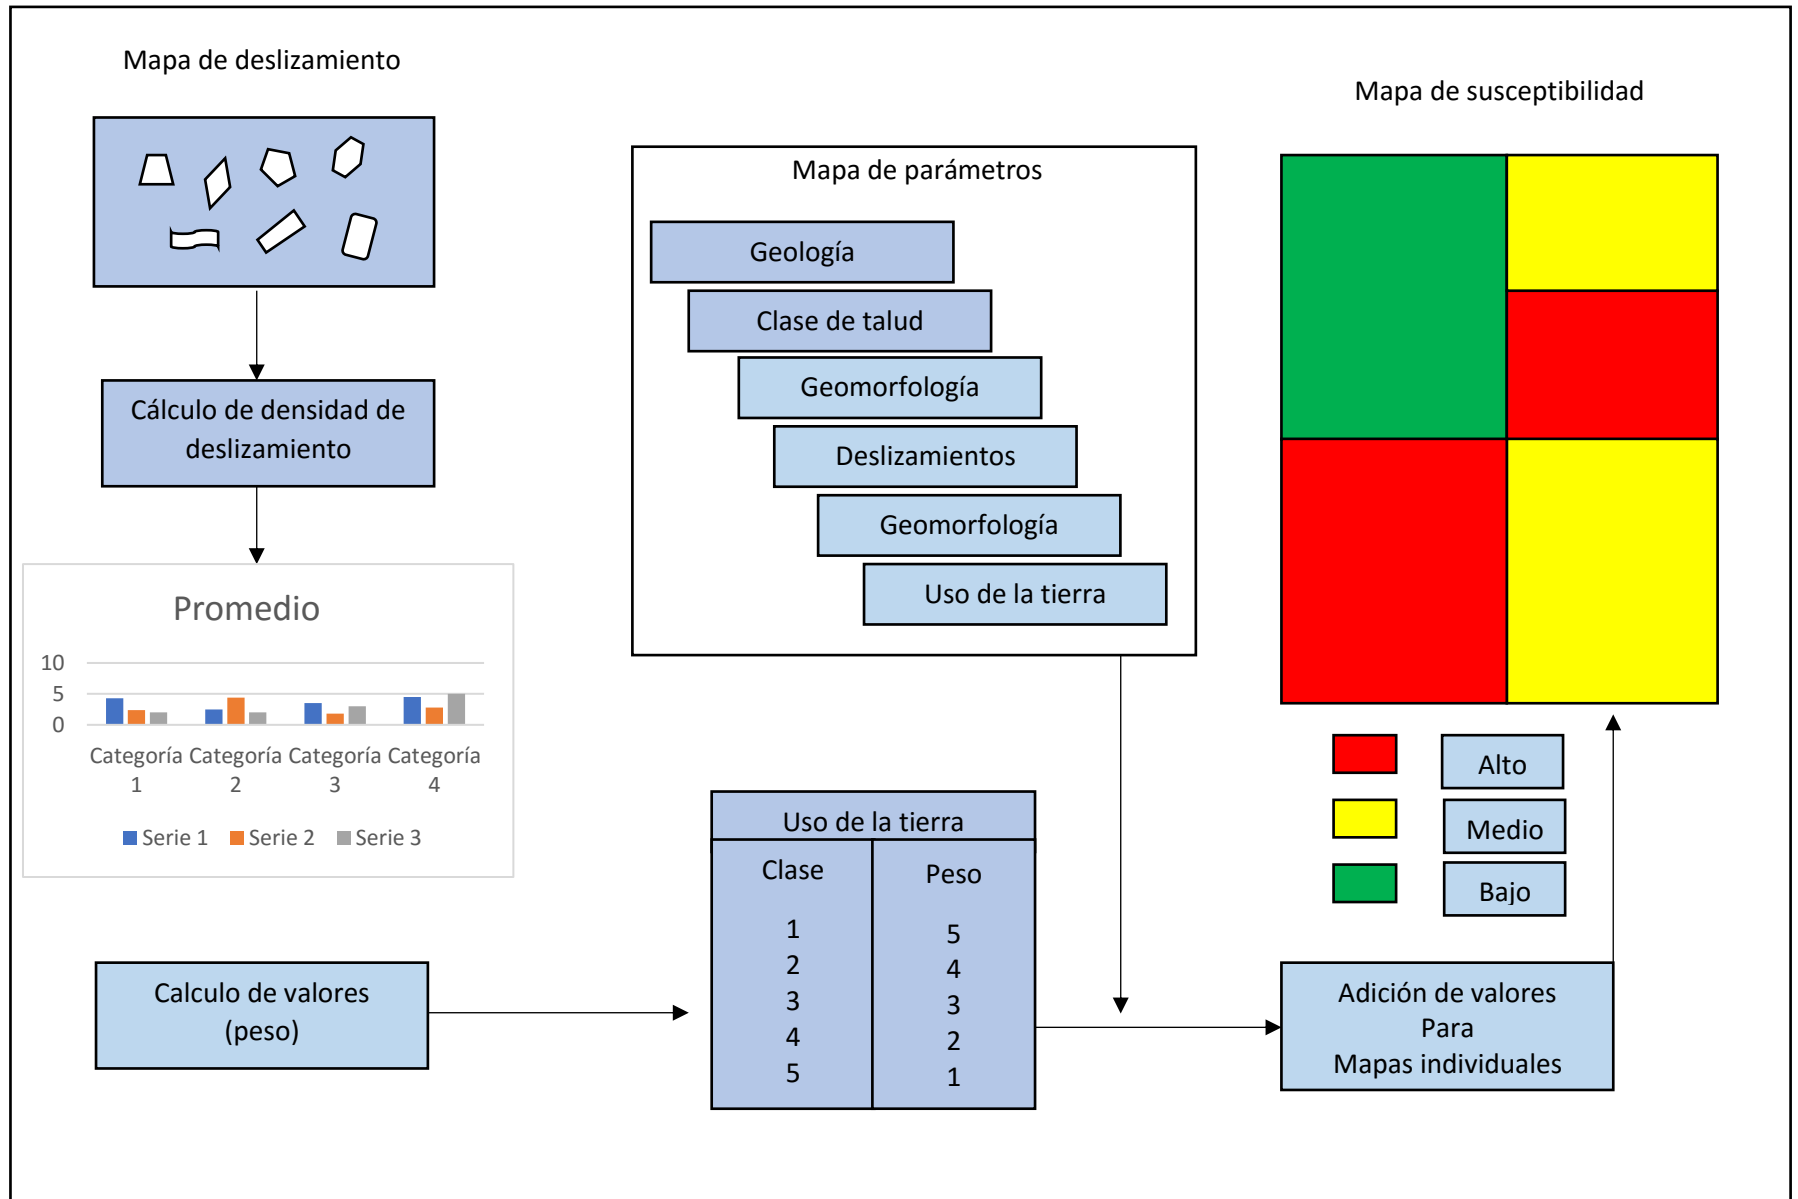 Mapa de deslizamiento
Cálculo de densidad de
deslizamiento
Promedio
10
5
0
Categoría 1
Categoría 2
Categoría 3
Categoría 4
Serie 1 Serie 2 Serie 3
Calculo de valores
(peso)
Mapa de parámetros
Geología
Clase de talud
Geomorfología
Deslizamientos
Geomorfología
Uso de la tierra
Uso de la tierra
Clase Peso
1 5
2 4
3 3
4 2
5 1
Mapa de susceptibilidad
Alto
Medio
Bajo
Adición de valores
Para
Mapas individuales